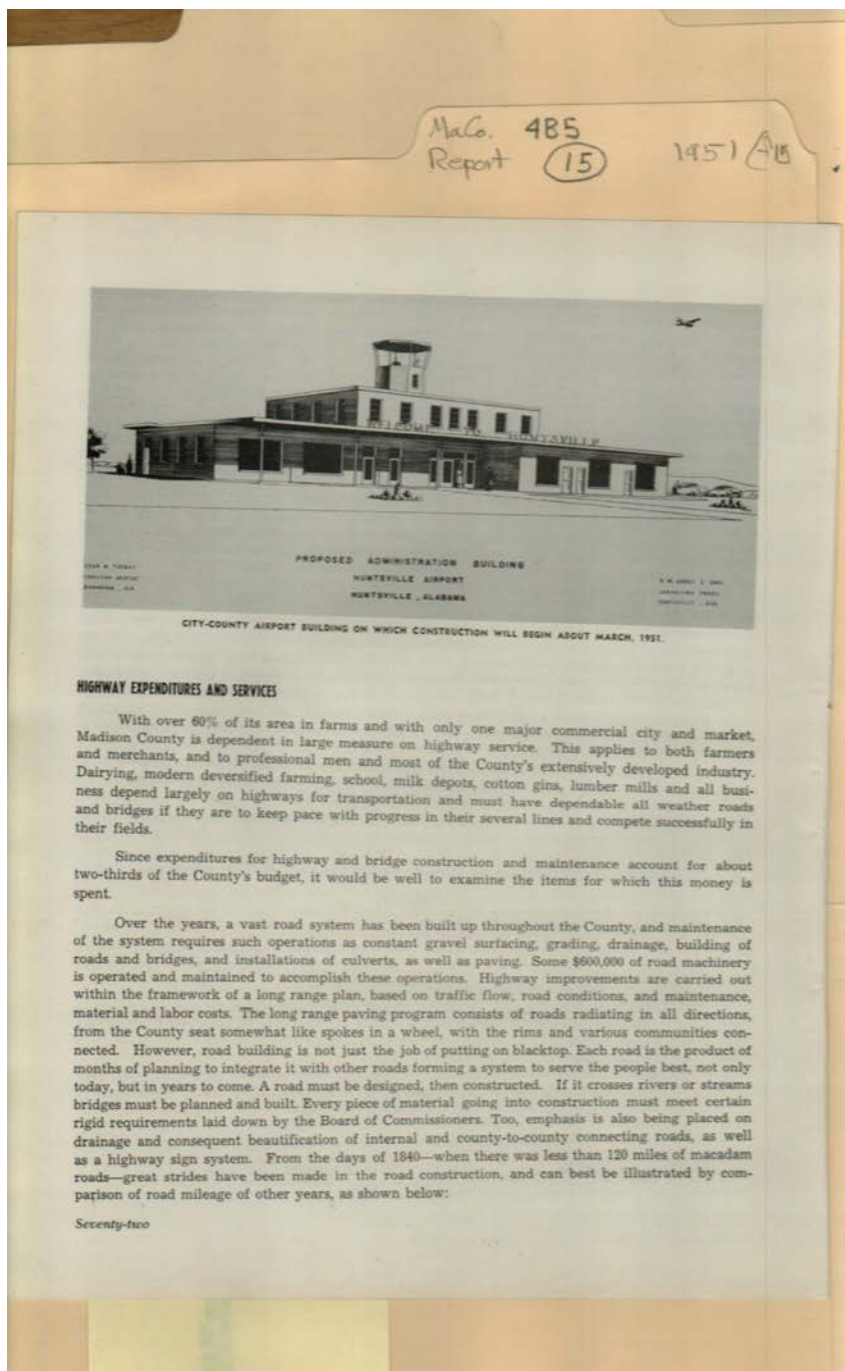 MaCo. 485
Report 15 1951
WELCOME TO HUNTSVILLE
PROPOSED ADMINISTRATION BUILDING
HUNTSVILLE AIRPORT
HUNTSVILLE, ALABAMA
CITY-COUNTY AIRPORT BUILDING ON WHICH CONSTRUCTION WILL BEGIN ABOUT MARCH, 1951.
HIGHWAY EXPENDITURES AND SERVICES
With over 60% of its area in farms and with only one major commercial city and market,
Madison County is dependent in large measure on highway service. This applies to both farmers
and merchants, and to professional men and most of the County's extensively developed industry.
Dairying, modern deversified farming, school, milk depots, cotton gins, lumber mills and all busi-
ness depend largely on highways for transportation and must have dependable all weather roads
and bridges if they are to keep pace with progress in their several lines and compete successfully in
their fields.
Since expenditures for highway and bridge construction and maintenance account for about
two-thirds of the County's budget, it would be well to examine the items for which this money is
spent.
Over the years, a vast road system has been built up throughout the County, and maintenance
of the system requires such operations as constant gravel surfacing, grading, drainage, building of
roads and bridges, and installations of culverts, as well as paving. Some $600,000 of road machinery
is operated and maintained to accomplish these operations. Highway improvements are carried out
within the framework of a long range plan, based on traffic flow, road conditions, and maintenance,
material and labor costs. The long range paving program consists of roads radiating in all directions,
from the County seat somewhat like spokes in a wheel, with the rims and various communities con-
nected. However, road building is not just the job of putting on blacktop. Each road is the product of
months of planning to integrate it with other roads forming a system to serve the people best, not only
today, but in years to come. A road must be designed, then constructed. If it crosses rivers or streams
bridges must be planned and built. Every piece of material going into construction must meet certain
rigid requirements laid down by the Board of Commissioners. Too, emphasis is also being placed on
drainage and consequent beautification of internal and county-to-county connecting roads, as well
as a highway sign system. From the days of 1840—when there was less than 120 miles of macadam
roads—great strides have been made in the road construction, and can best be illustrated by com-
parison of road mileage of other years, as shown below:
Seventy-two